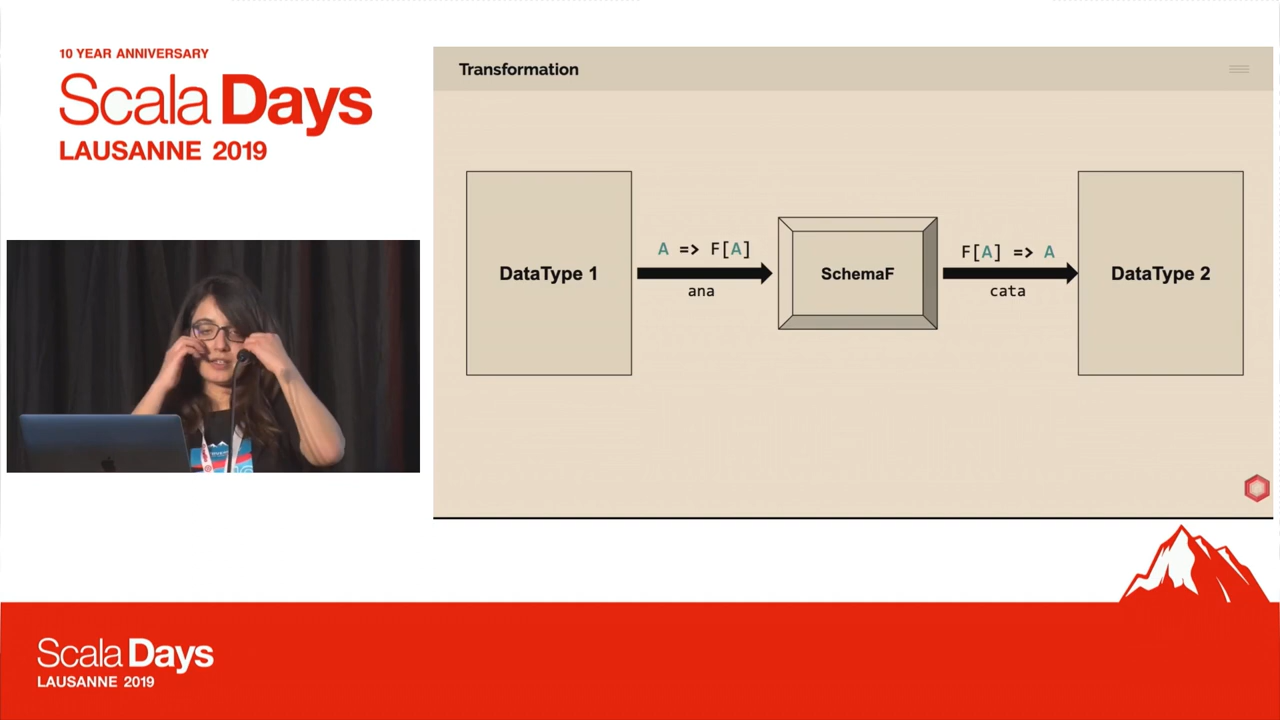 10 YEAR ANNIVERSARY
Scala Days
LAUSANNE 2019
Transformation
DataType 1
A => F[A]
ana
SchemaF
F[A] => A
cata
DataType 2
Scala Days
LAUSANNE 2019